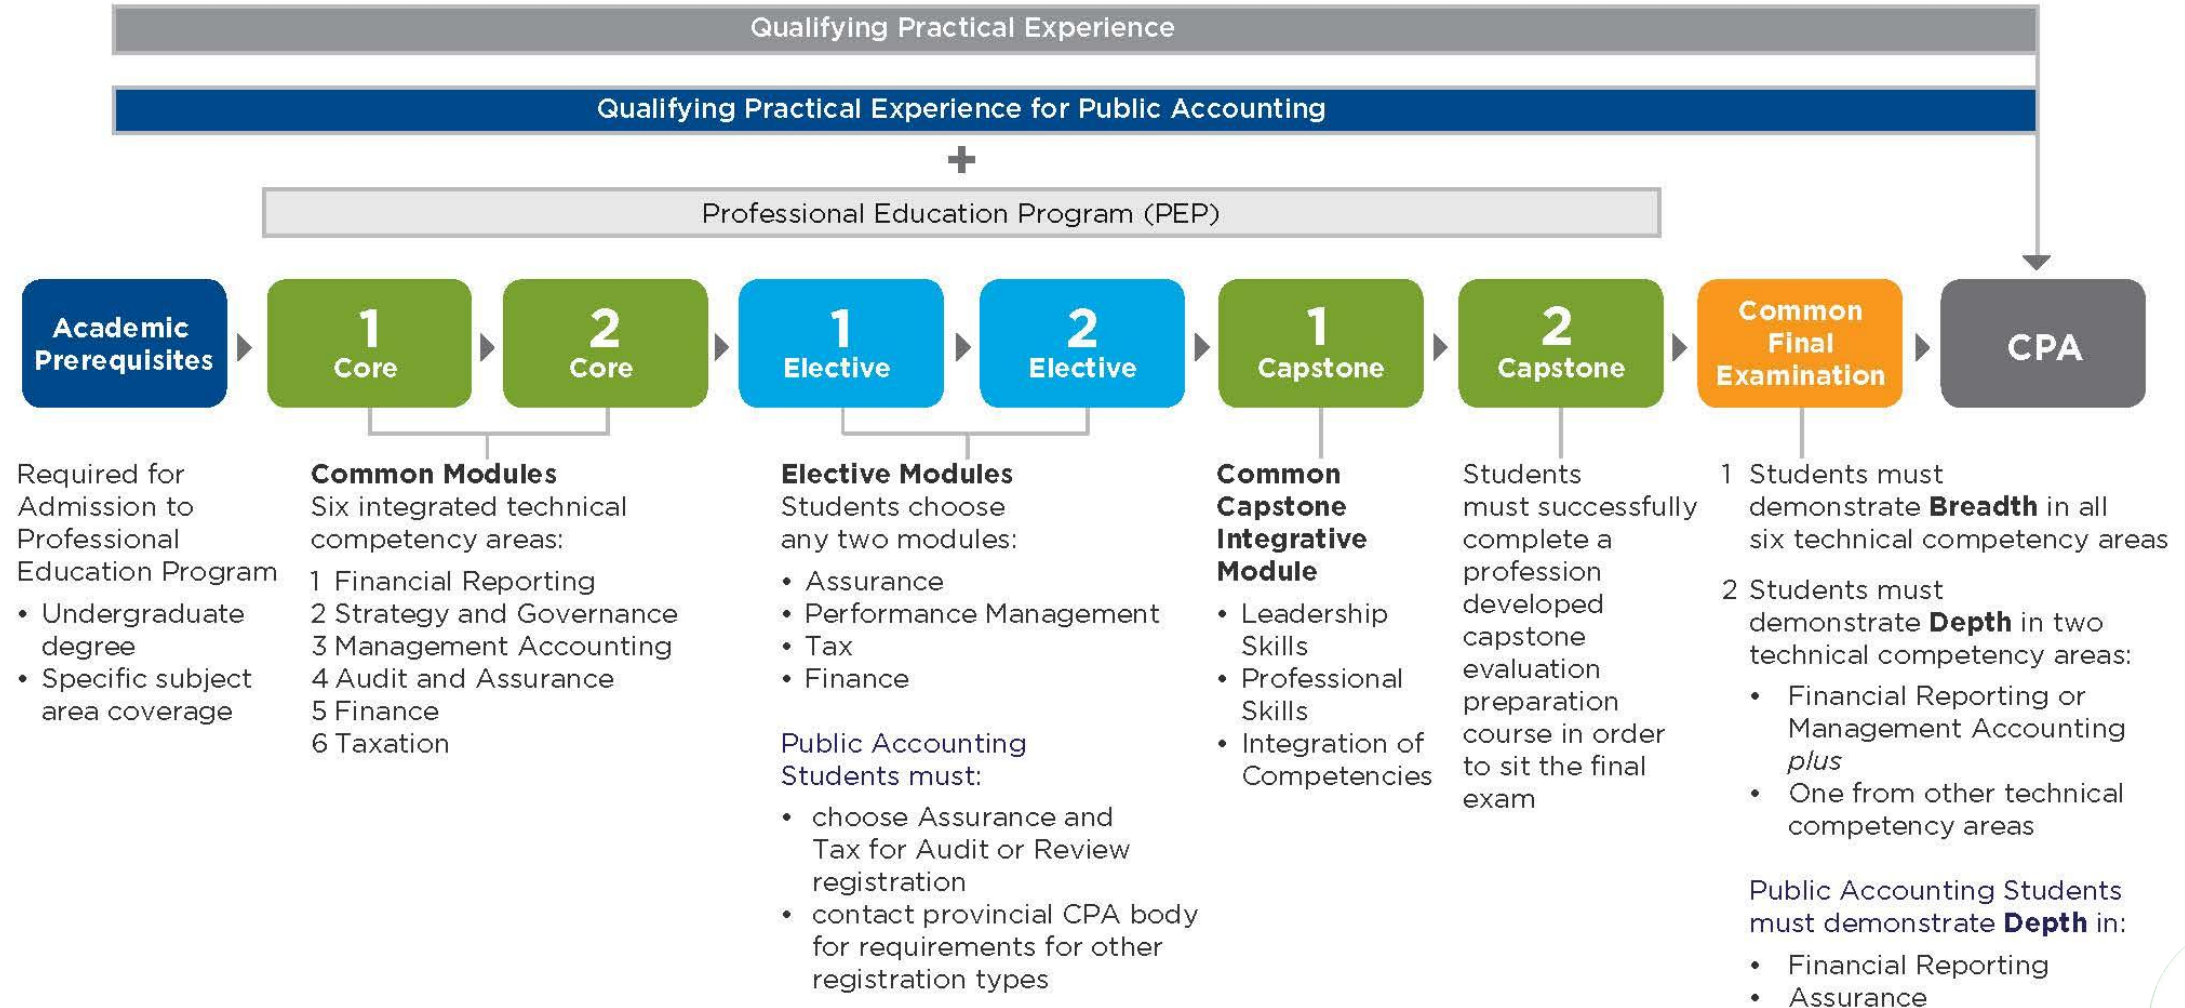 Qualifying Practical Experience
Qualifying Practical Experience for Public Accounting
+
Professional Education Program (PEP)
Academic
Prerequisites
1
Core
2
Core
1
Elective
2
Elective
1
Capstone
2
Capstone
Common
Final
Examination
CPA
Required for
Admission to
Professional
Education Program
• Undergraduate
degree
• Specific subject
area coverage
Common Modules
Six integrated technical
competency areas:
1 Financial Reporting
2 Strategy and Governance
3 Management Accounting
4 Audit and Assurance
5 Finance
6 Taxation
Elective Modules
Students choose
any two modules:
• Assurance
• Performance Management
• Tax
• Finance
Public Accounting
Students must:
• choose Assurance and
Tax for Audit or Review
registration
• contact provincial CPA body
for requirements for other
registration types
Common
Capstone
Integrative
Module
• Leadership
Skills
• Professional
Skills
• Integration of
Competencies
Students
must successfully
complete a
profession
developed
capstone
evaluation
preparation
course in order
to sit the final
exam
1 Students must
demonstrate Breadth in all
six technical competency areas
2 Students must
demonstrate Depth in two
technical competency areas:
• Financial Reporting or
Management Accounting
plus
• One from other technical
competency areas
Public Accounting Students
must demonstrate Depth in:
• Financial Reporting
• Assurance